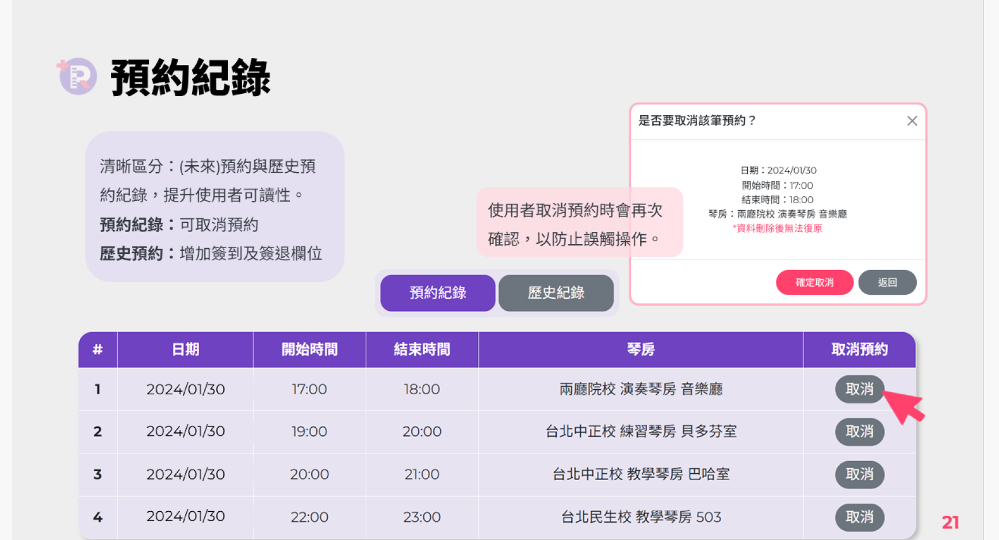 預約紀錄
清晰區分：(未來)預約與歷史預
約紀錄，提升使用者可讀性。
預約紀錄：可取消預約
歷史預約：增加簽到及簽退欄位
使用者取消預約時會再次
確認，以防止誤觸操作。
是否要取消該筆預約？
日期：2024/01/30
開始時間：17:00
結束時間：18:00
琴房：兩廳院校 演奏琴房 音樂廳
*資料刪除後無法復原
確定取消 返回
預約紀錄 歷史紀錄
# 日期 開始時間 結束時間 琴房 取消預約
1 2024/01/30 17:00 18:00 兩廳院校 演奏琴房 音樂廳 取消
2 2024/01/30 19:00 20:00 台北中正校 練習琴房 貝多芬室 取消
3 2024/01/30 20:00 21:00 台北中正校 教學琴房 巴哈室 取消
4 2024/01/30 22:00 23:00 台北民生校 教學琴房 503 取消
21